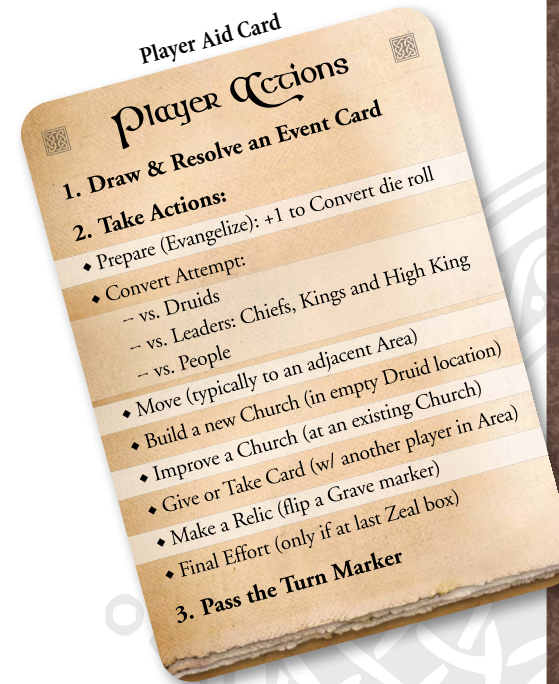 Player Aid Card
Player Actions
1. Draw & Resolve an Event Card
2. Take Actions:
◆ Prepare (Evangelize): +1 to Convert die roll
◆ Convert Attempt:
– vs. Druids
– vs. Leaders: Chiefs, Kings and High King
– vs. People
◆ Move (typically to an adjacent Area)
◆ Build a new Church (in empty Druid location)
◆ Improve a Church (at an existing Church)
◆ Give or Take Card (w/ another player in Area)
◆ Make a Relic (flip a Grave marker)
◆ Final Effort (only if at last Zeal box)
3. Pass the Turn Marker